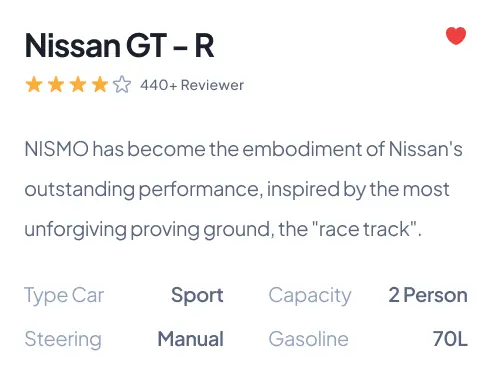 Nissan GT – R
440+ Reviewer
NISMO has become the embodiment of Nissan's
outstanding performance, inspired by the most
unforgiving proving ground, the "race track".
Type Car Sport Capacity 2 Person
Steering Manual Gasoline 70L